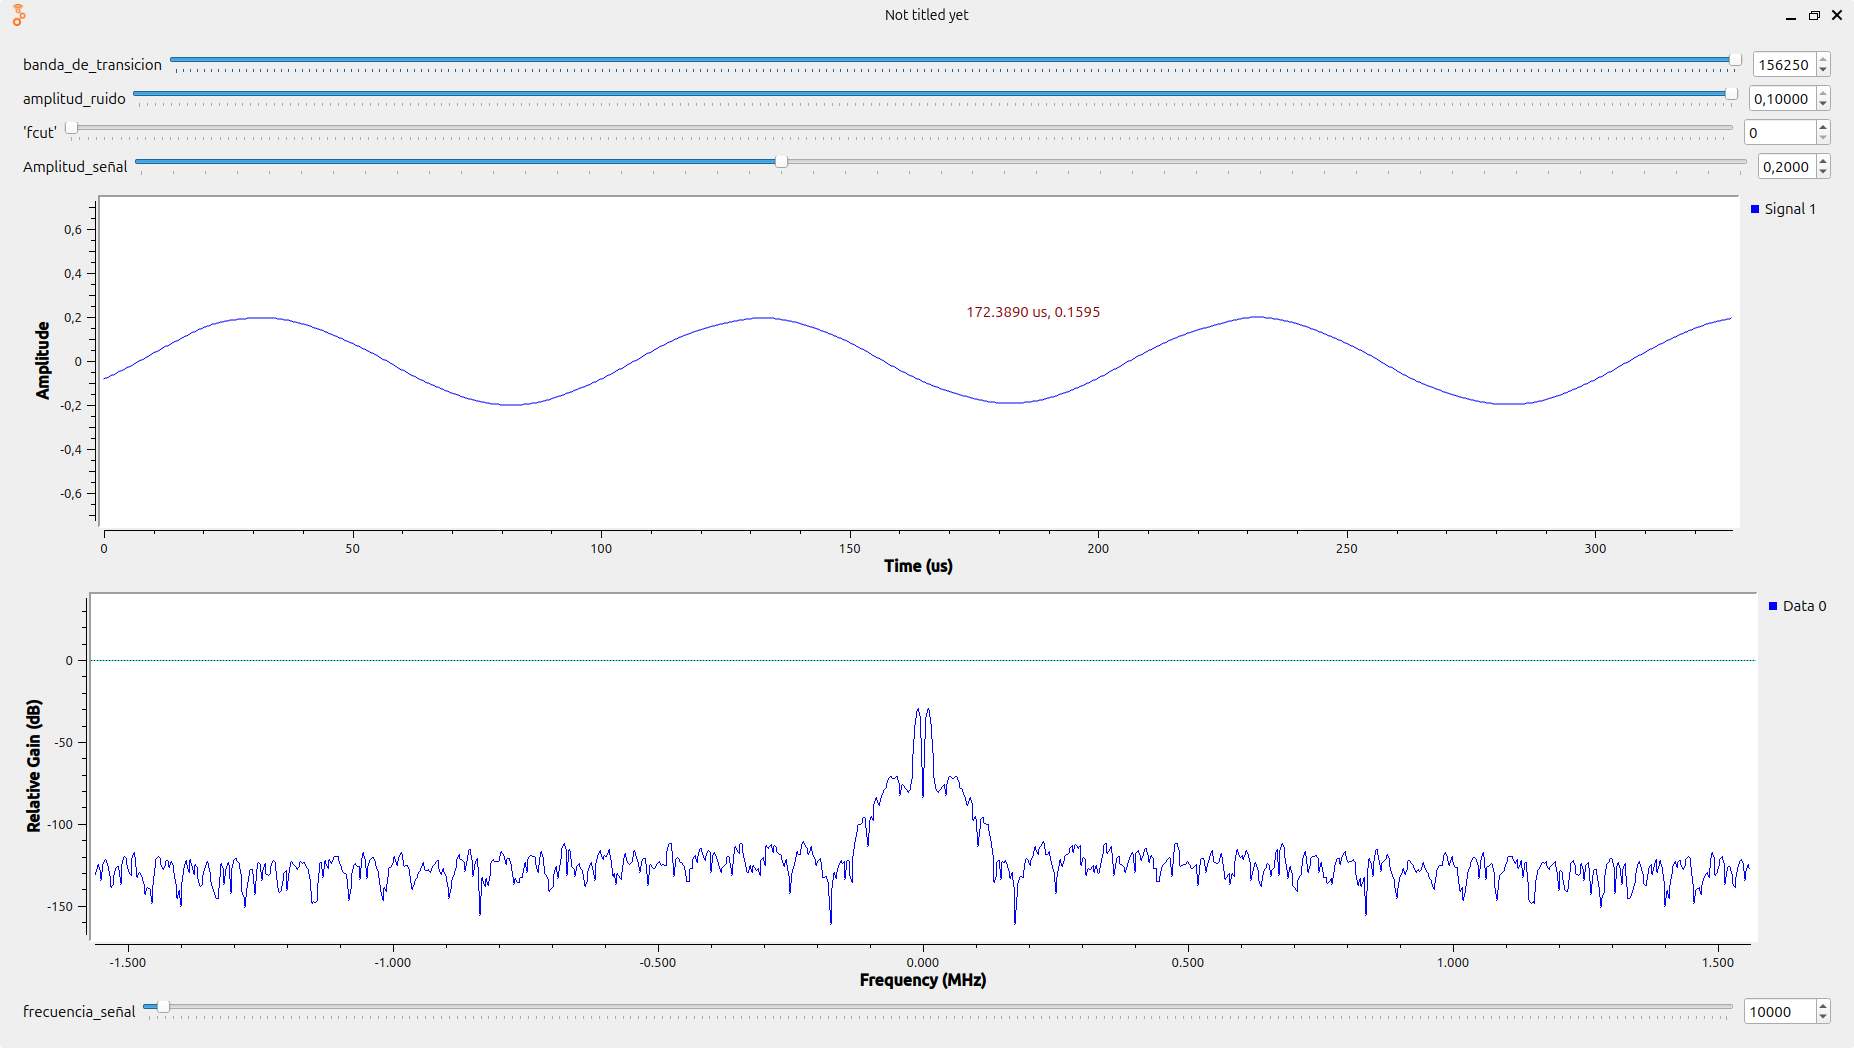 Not titled yet
banda_de_transicion 156250
amplitud_ruido 0,10000
'fcut' 0
Amplitud_señal 0,2000
Signal 1
0,6
0,4
172.3890 us, 0.1595
0,2
0
-0,2
-0,4
-0,6
Amplitude
0 50 100 150 200 250 300
Time (us)
Data 0
0
-50
-100
-150
Relative Gain (dB)
-1.500 -1.000 -0.500 0.000 0.500 1.000 1.500
Frequency (MHz)
frecuencia_señal 10000